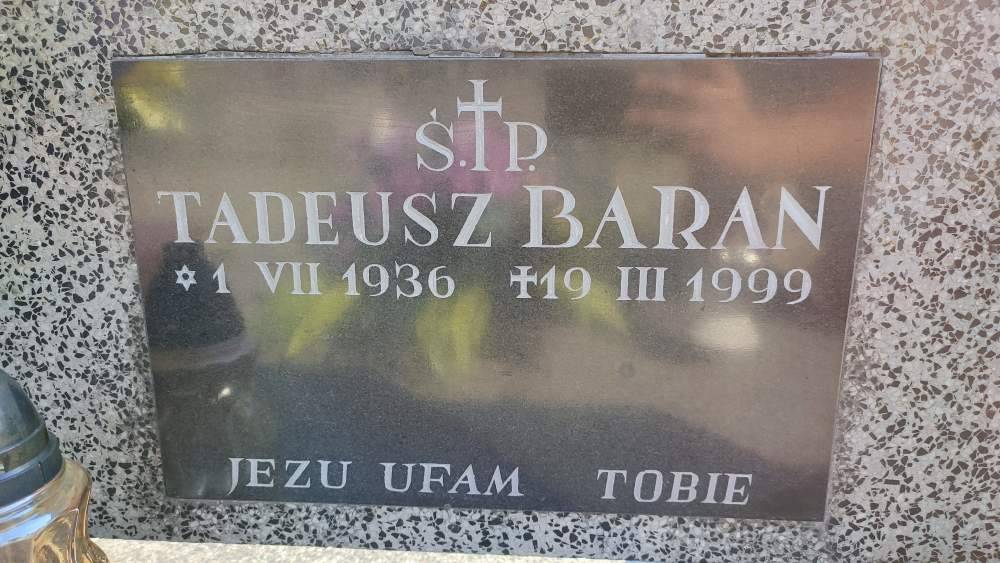 Ś.†P.
TADEUSZ BARAN
* 1 VII 1936 †19 III 1999
JEZU UFAM TOBIE